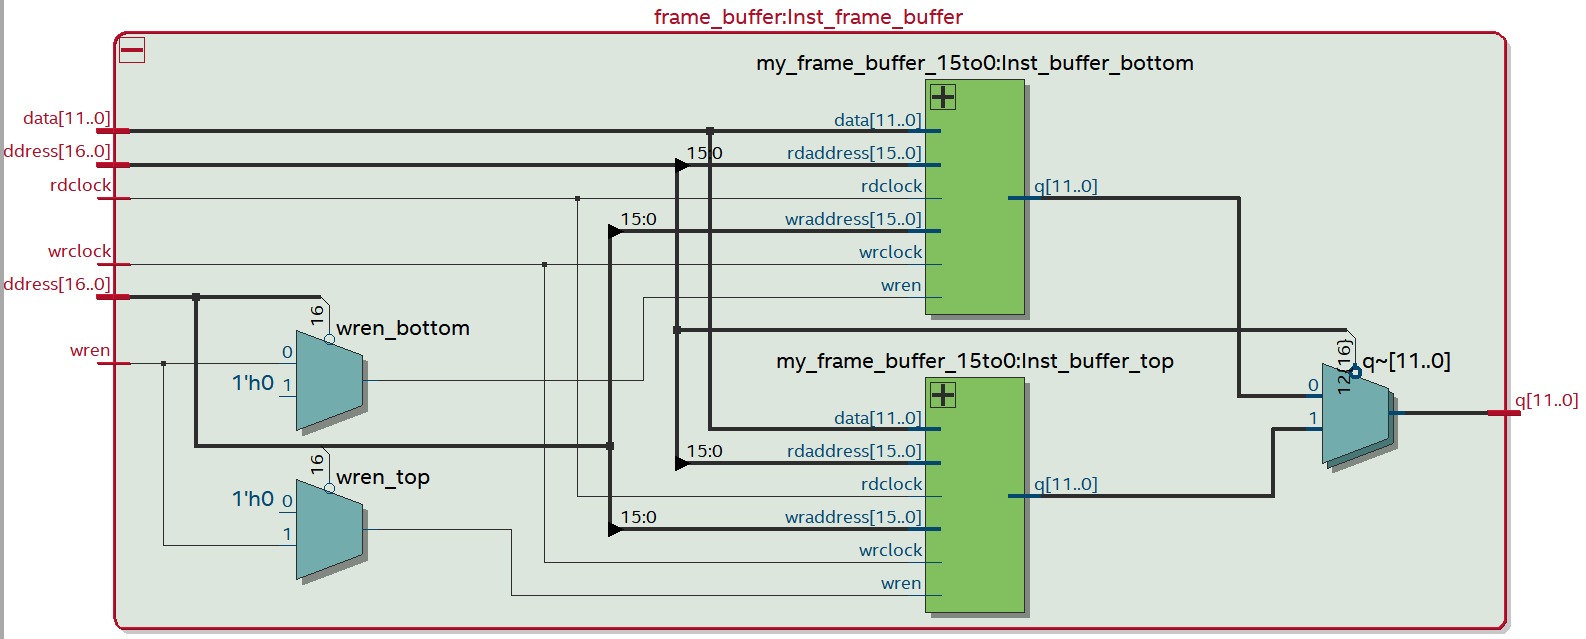 frame_buffer:Inst_frame_buffer
my_frame_buffer_15to0:Inst_buffer_bottom
data[11..0]
data[11..0]
ddress[16..0]
15:0
rdaddress[15..0]
rdclock
rdclock
q[11..0]
15:0
wraddress[15..0]
wrclock
wrclock
ddress[16..0]
wren
16
wren_bottom
wren
0
1'h0
1
my_frame_buffer_15to0:Inst_buffer_top
12{16}
q~[11..0]
0
1
q[11..0]
data[11..0]
15:0
rdaddress[15..0]
16
wren_top
rdclock
q[11..0]
1'h0
0
15:0
wraddress[15..0]
1
wrclock
wren